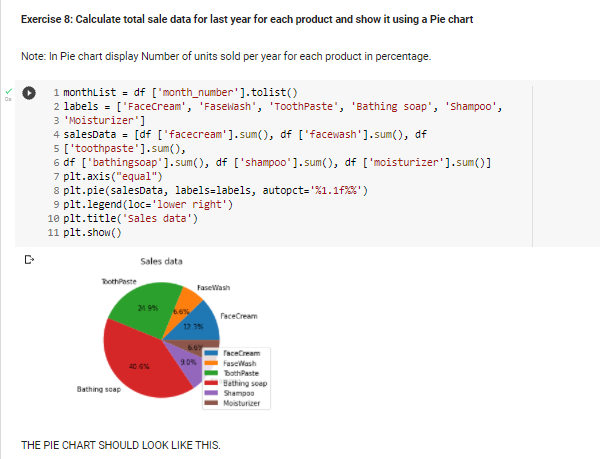 Exercise 8: Calculate total sale data for last year for each product and show it using a Pie chart
Note: In Pie chart display Number of units sold per year for each product in percentage.
1 monthList = df ['month_number'].tolist()
2 labels = ['FaceCream', 'FaseWash', 'ToothPaste', 'Bathing soap', 'Shampoo',
3 'Moisturizer']
4 salesData = [df ['facecream'].sum(), df ['facewash'].sum(), df
5 ['toothpaste'].sum(),
6 df ['bathingsoap'].sum(), df ['shampoo'].sum(), df ['moisturizer'].sum()]
7 plt.axis("equal")
8 plt.pie(salesData, labels=labels, autopct='%1.1f%%')
9 plt.legend(loc='lower right')
10 plt.title('Sales data')
11 plt.show()
Sales data
ToothPaste
FaseWash
24.9%
6.6%
FaceCream
12.3%
6.6%
9.0%
40.6%
Bathing soap
FaceCream
FaseWash
ToothPaste
Bathing soap
Shampoo
Moisturizer
THE PIE CHART SHOULD LOOK LIKE THIS.